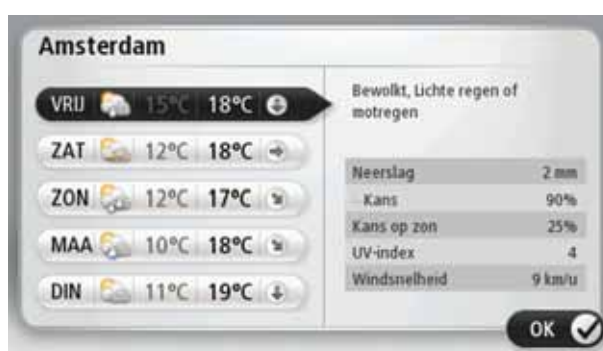 Amsterdam
VRIJ 15°C 18°C
ZAT 12°C 18°C
ZON 12°C 17°C
MAA 10°C 18°C
DIN 11°C 19°C
Bewolkt, Lichte regen of
motregen
Neerslag 2 mm
Kans 90%
Kans op zon 25%
UV-index 4
Windsnelheid 9 km/u
OK